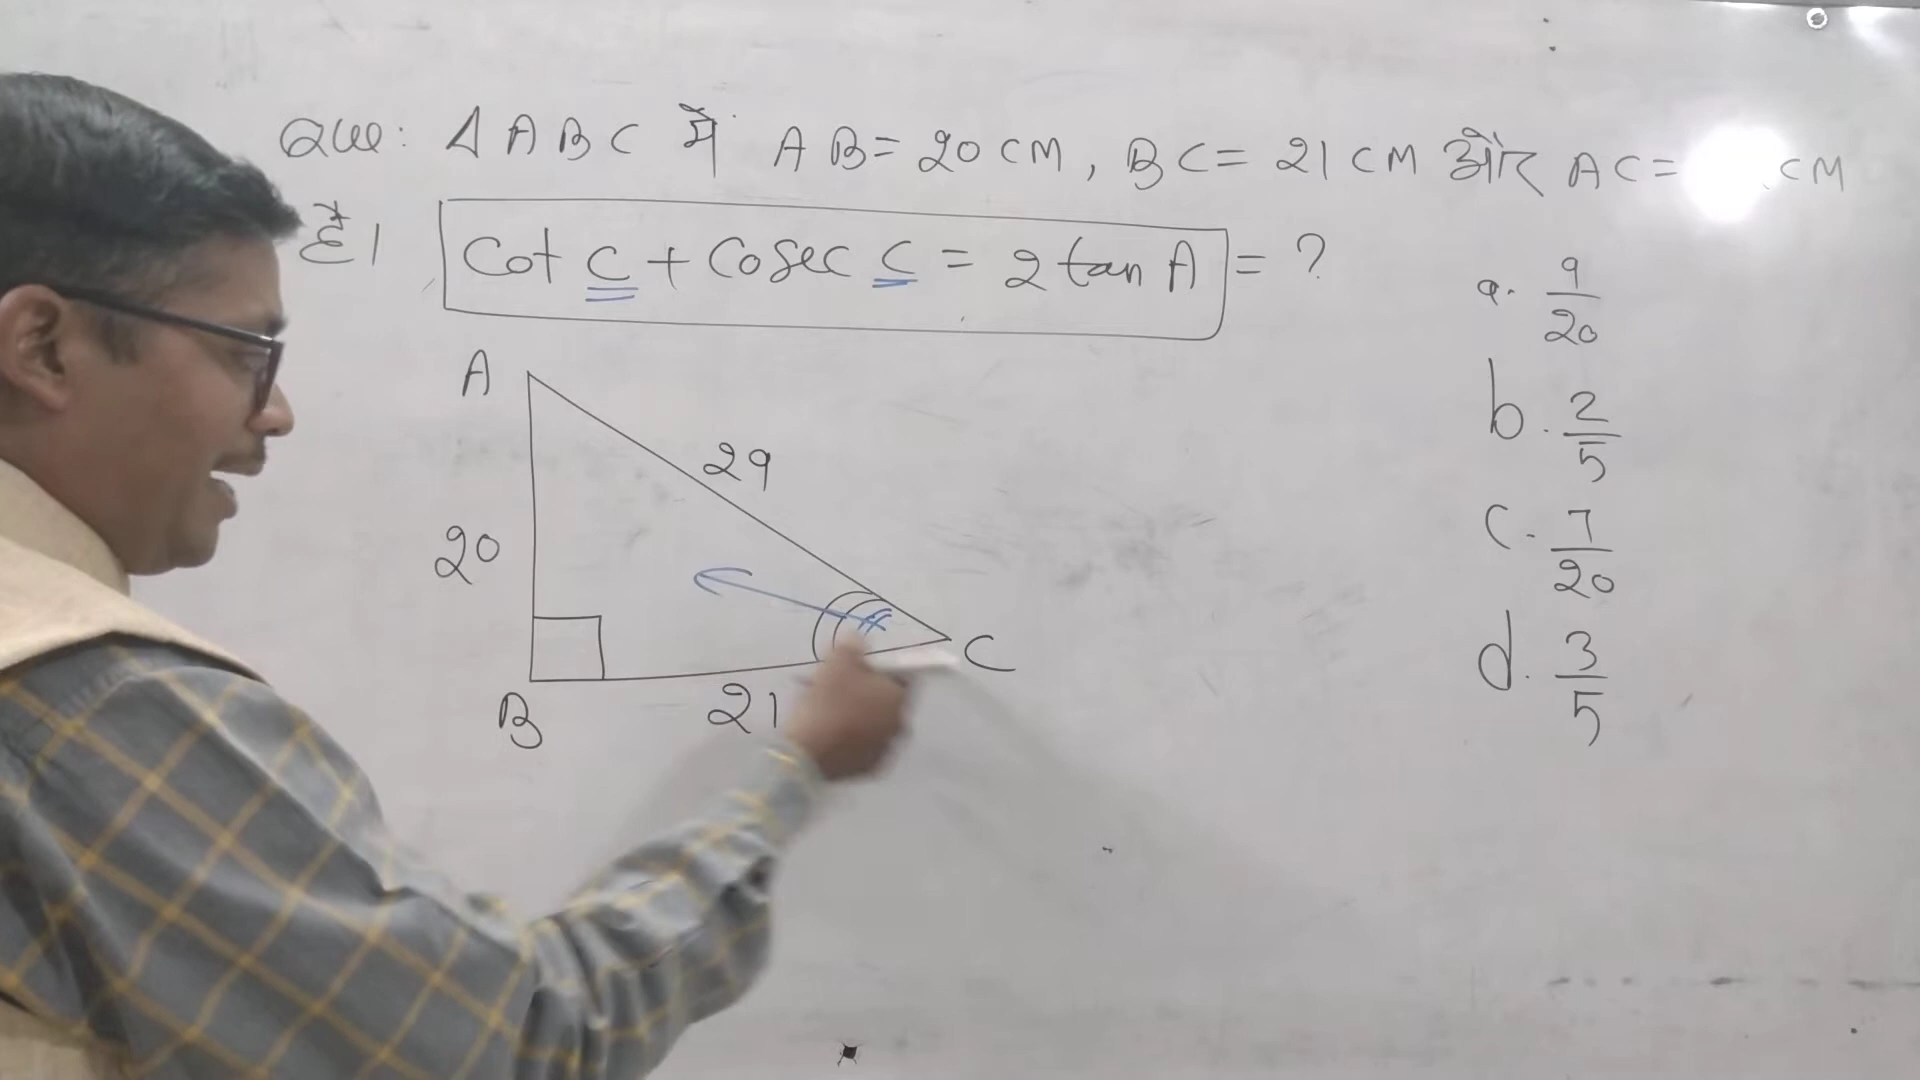 Que: △ABC में AB = 20 CM, BC = 21 CM और AC = CM
है।
Cot C + Cosec C = 2 tan A = ?
a. 9/20
b. 2/5
c. 7/20
d. 3/5
A
29
20
C
B
21